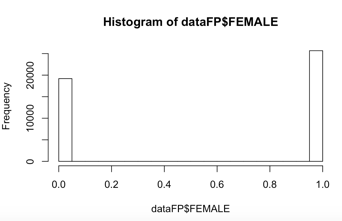 Histogram of dataFP$FEMALE
Frequency
20000
10000
0
0.0 0.2 0.4 0.6 0.8 1.0
dataFP$FEMALE